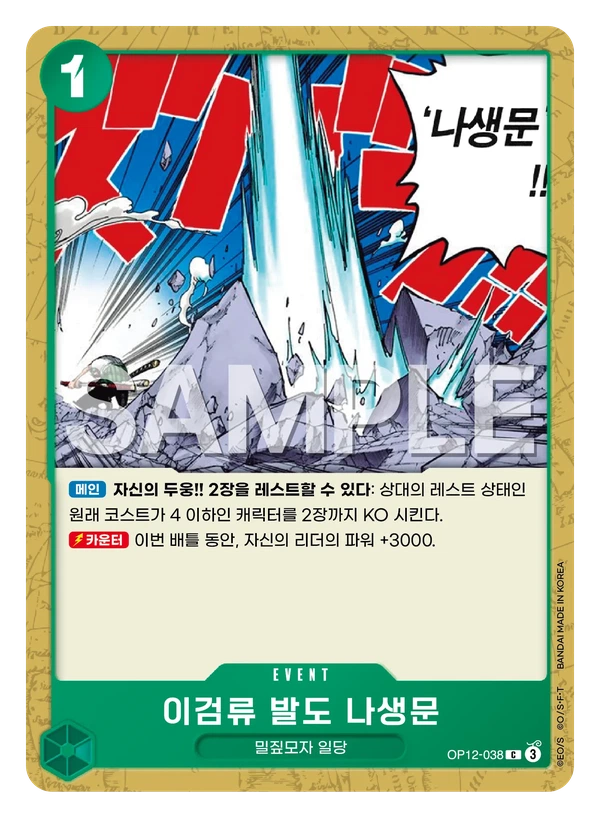 1
'나생문'
!!
SAMPLE
메인 자신의 두웅!! 2장을 레스트할 수 있다: 상대의 레스트 상태인
원래 코스트가 4 이하인 캐릭터를 2장까지 KO 시킨다.
카운터 이번 배틀 동안, 자신의 리더의 파워 +3000.
EVENT
이검류 발도 나생문
밀짚모자 일당
OP12-038 C 3
©E.O/S ©O/S·F·T BANDAI MADE IN KOREA